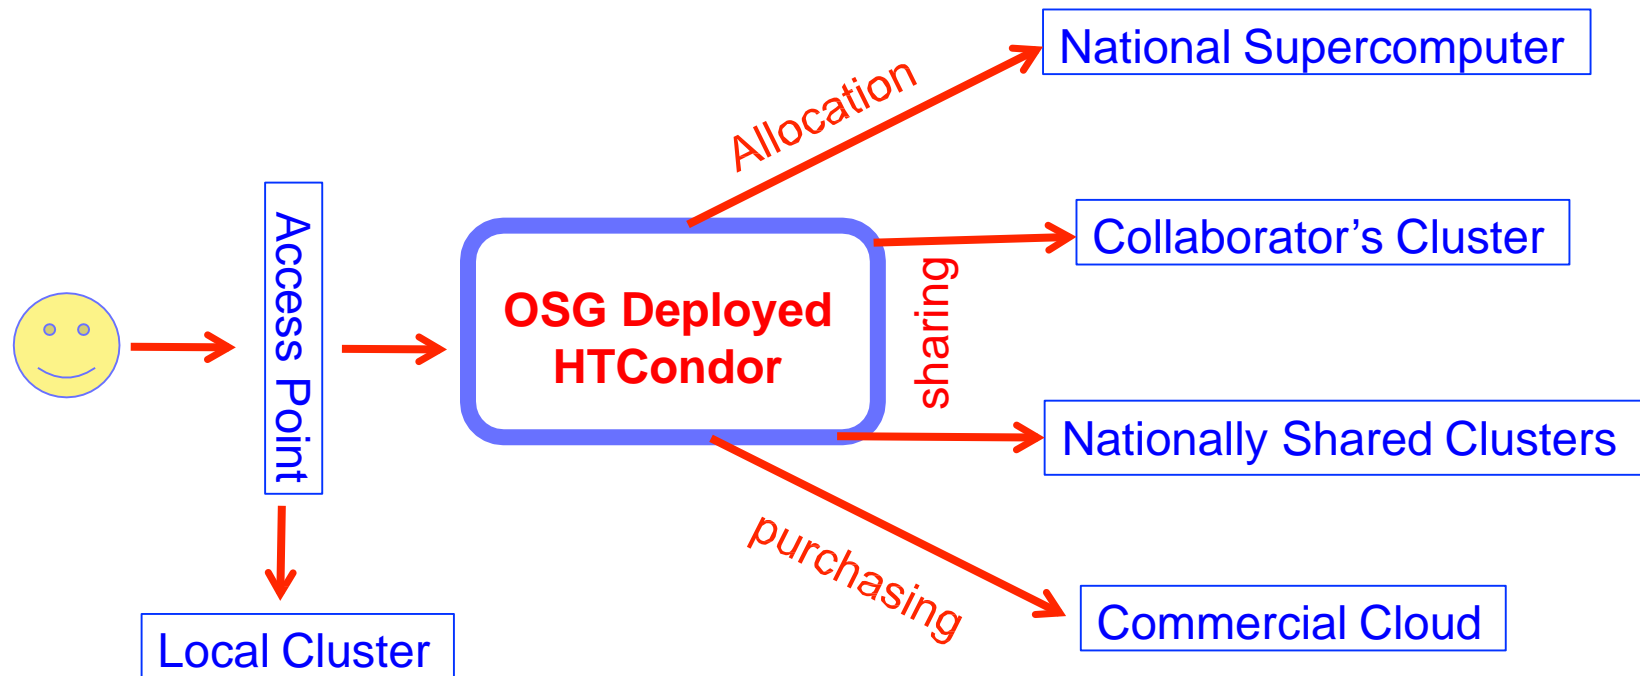 National Supercomputer
Allocation
Collaborator’s Cluster
Access Point
OSG Deployed
HTCondor
sharing
Nationally Shared Clusters
purchasing
Commercial Cloud
Local Cluster